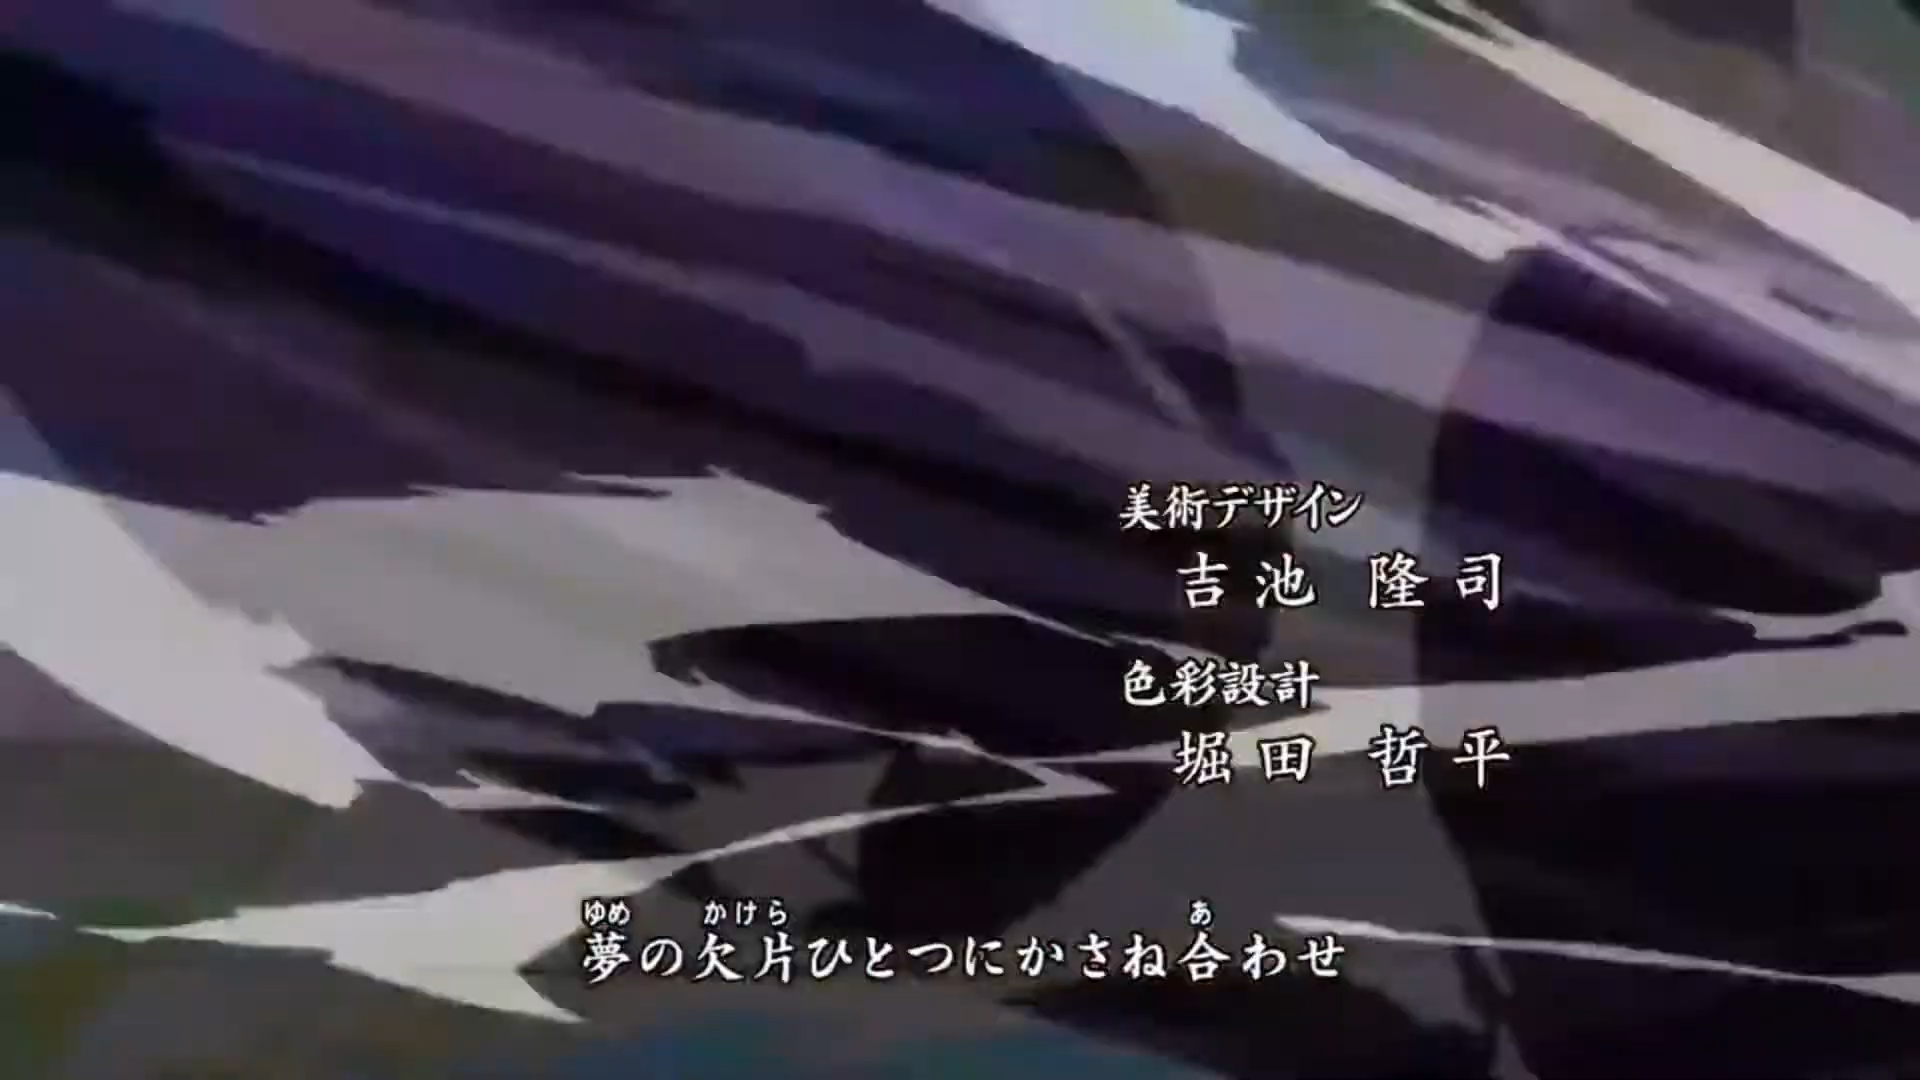 美術デザイン
吉池 隆司
色彩設計
堀田 哲平
ゆめ かけら あ
夢の欠片ひとつにかさね合わせ